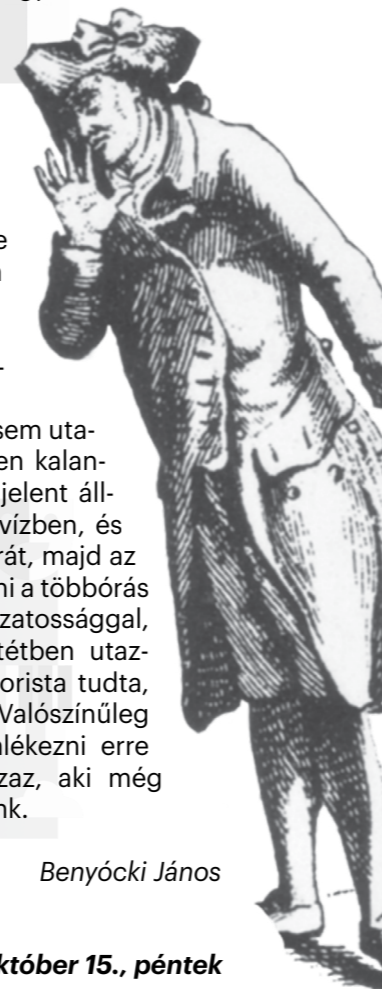 e
sem uta-
en kalan-
jelent áll-
vízben, és
rát, majd az
ni a többórás
zatossággal,
tétben utaz-
orista tudta,
Valószínűleg
nlékezni erre
zaz, aki még
nk.
Benyócki János
któber 15., péntek